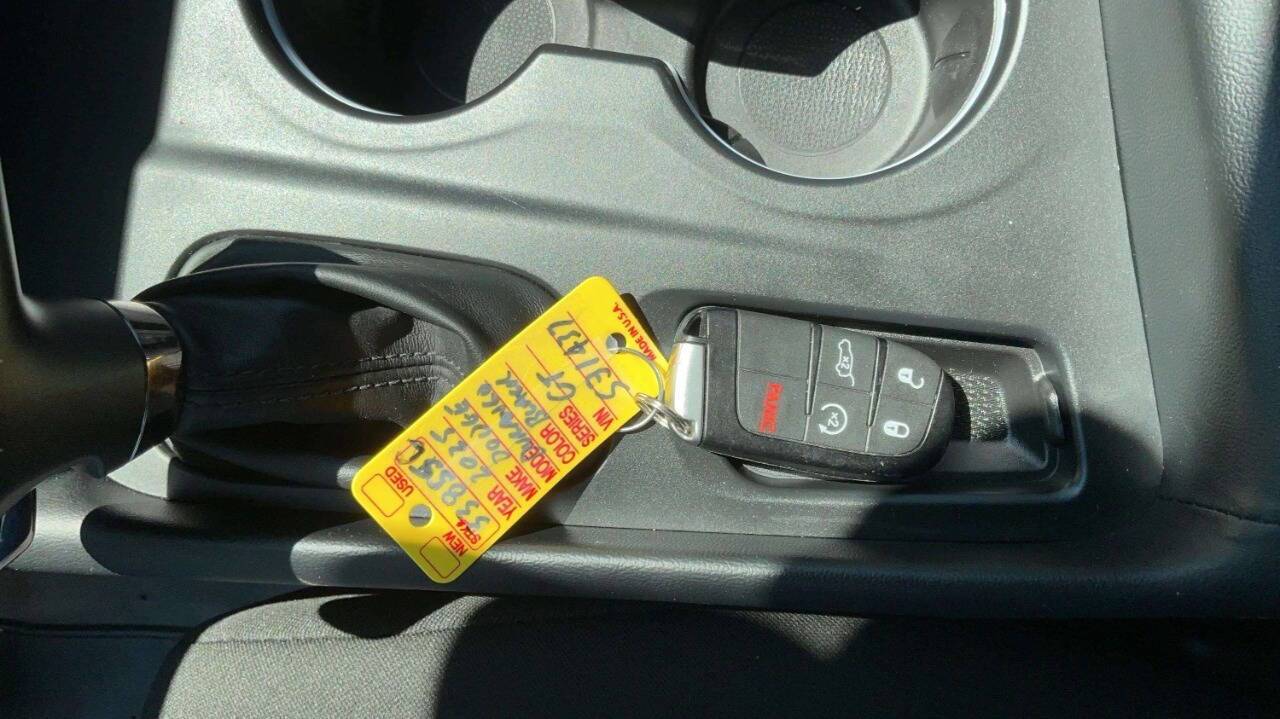 MADE IN U.S.A.
NEW USED
STK# 33855L
YEAR 2025
MAKE DODGE
MODEL DURANGO
COLOR
SERIES GT
VIN
PANIC
x2
x2